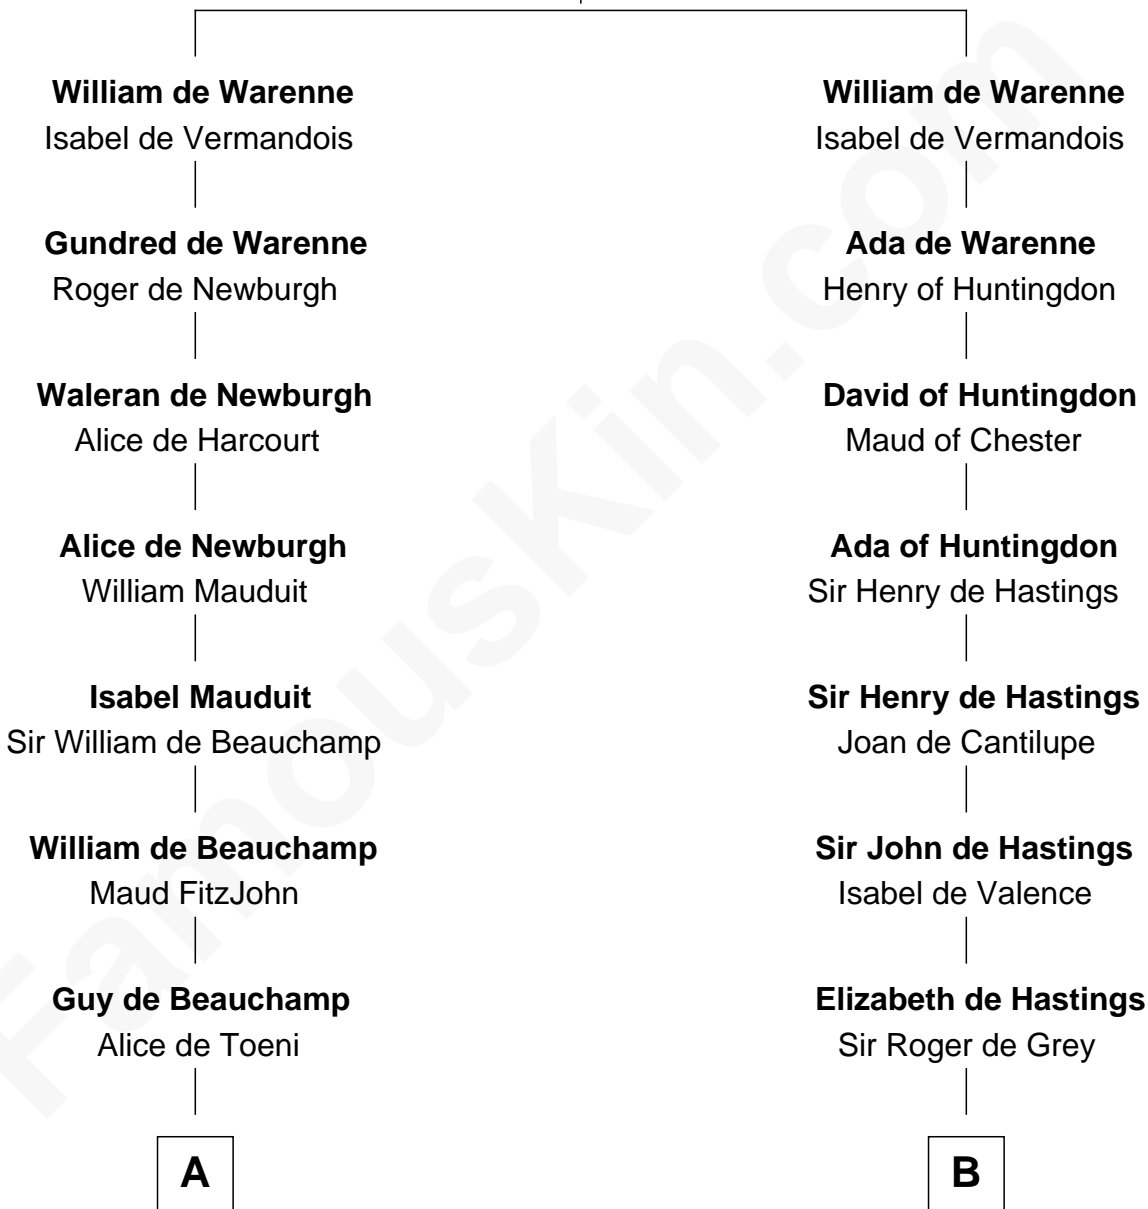 William de Warenne
Isabel de Vermandois
Gundred de Warenne
Roger de Newburgh
Waleran de Newburgh
Alice de Harcourt
Alice de Newburgh
William Mauduit
Isabel Mauduit
Sir William de Beauchamp
William de Beauchamp
Maud FitzJohn
Guy de Beauchamp
Alice de Toeni
A
William de Warenne
Isabel de Vermandois
Ada de Warenne
Henry of Huntingdon
David of Huntingdon
Maud of Chester
Ada of Huntingdon
Sir Henry de Hastings
Sir Henry de Hastings
Joan de Cantilupe
Sir John de Hastings
Isabel de Valence
Elizabeth de Hastings
Sir Roger de Grey
B
FamousKin.com